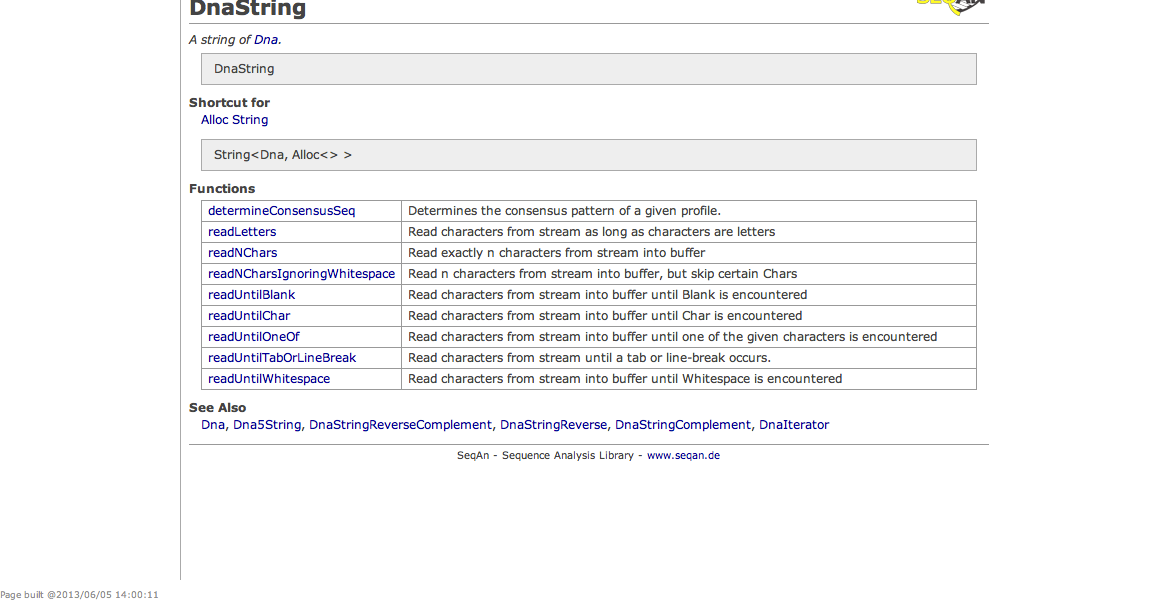 DnaString
A string of Dna.
DnaString
Shortcut for
Alloc String
String<Dna, Alloc<> >
Functions
determineConsensusSeq Determines the consensus pattern of a given profile.
readLetters Read characters from stream as long as characters are letters
readNChars Read exactly n characters from stream into buffer
readNCharsIgnoringWhitespace Read n characters from stream into buffer, but skip certain Chars
readUntilBlank Read characters from stream into buffer until Blank is encountered
readUntilChar Read characters from stream into buffer until Char is encountered
readUntilOneOf Read characters from stream into buffer until one of the given characters is encountered
readUntilTabOrLineBreak Read characters from stream until a tab or line-break occurs.
readUntilWhitespace Read characters from stream into buffer until Whitespace is encountered
See Also
Dna, Dna5String, DnaStringReverseComplement, DnaStringReverse, DnaStringComplement, DnaIterator
SeqAn - Sequence Analysis Library - www.seqan.de
Page built @2013/06/05 14:00:11